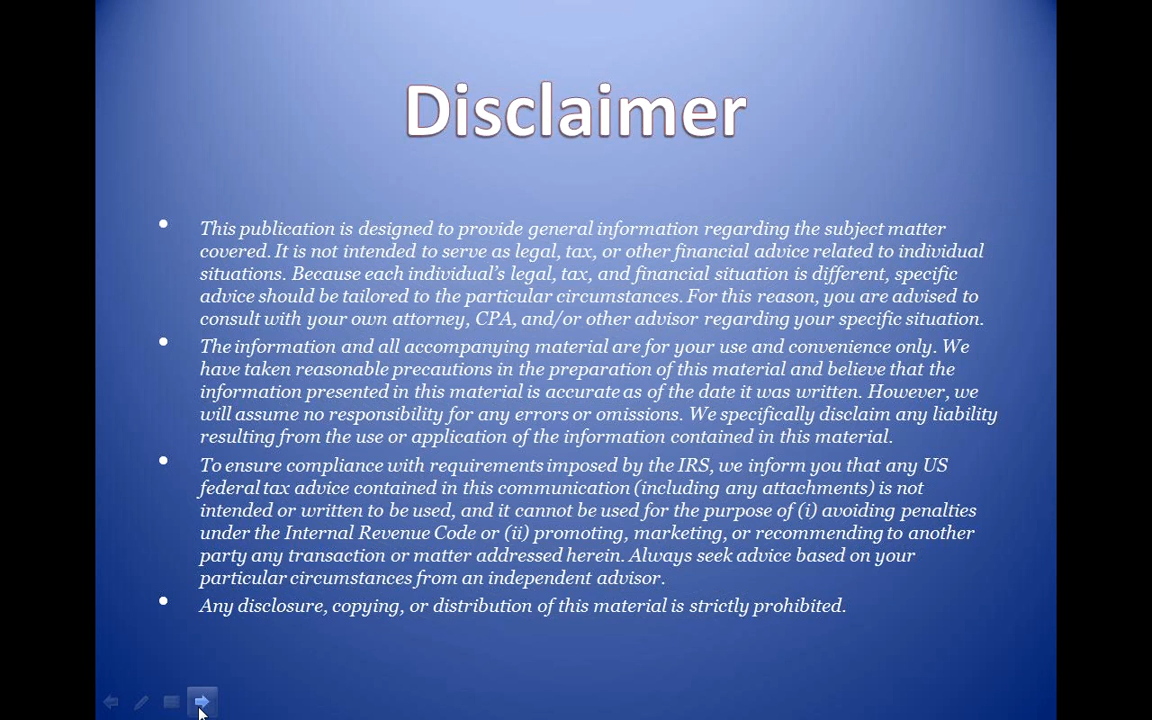 Disclaimer
• This publication is designed to provide general information regarding the subject matter
covered. It is not intended to serve as legal, tax, or other financial advice related to individual
situations. Because each individual's legal, tax, and financial situation is different, specific
advice should be tailored to the particular circumstances. For this reason, you are advised to
consult with your own attorney, CPA, and/or other advisor regarding your specific situation.
• The information and all accompanying material are for your use and convenience only. We
have taken reasonable precautions in the preparation of this material and believe that the
information presented in this material is accurate as of the date it was written. However, we
will assume no responsibility for any errors or omissions. We specifically disclaim any liability
resulting from the use or application of the information contained in this material.
• To ensure compliance with requirements imposed by the IRS, we inform you that any US
federal tax advice contained in this communication (including any attachments) is not
intended or written to be used, and it cannot be used for the purpose of (i) avoiding penalties
under the Internal Revenue Code or (ii) promoting, marketing, or recommending to another
party any transaction or matter addressed herein. Always seek advice based on your
particular circumstances from an independent advisor.
• Any disclosure, copying, or distribution of this material is strictly prohibited.